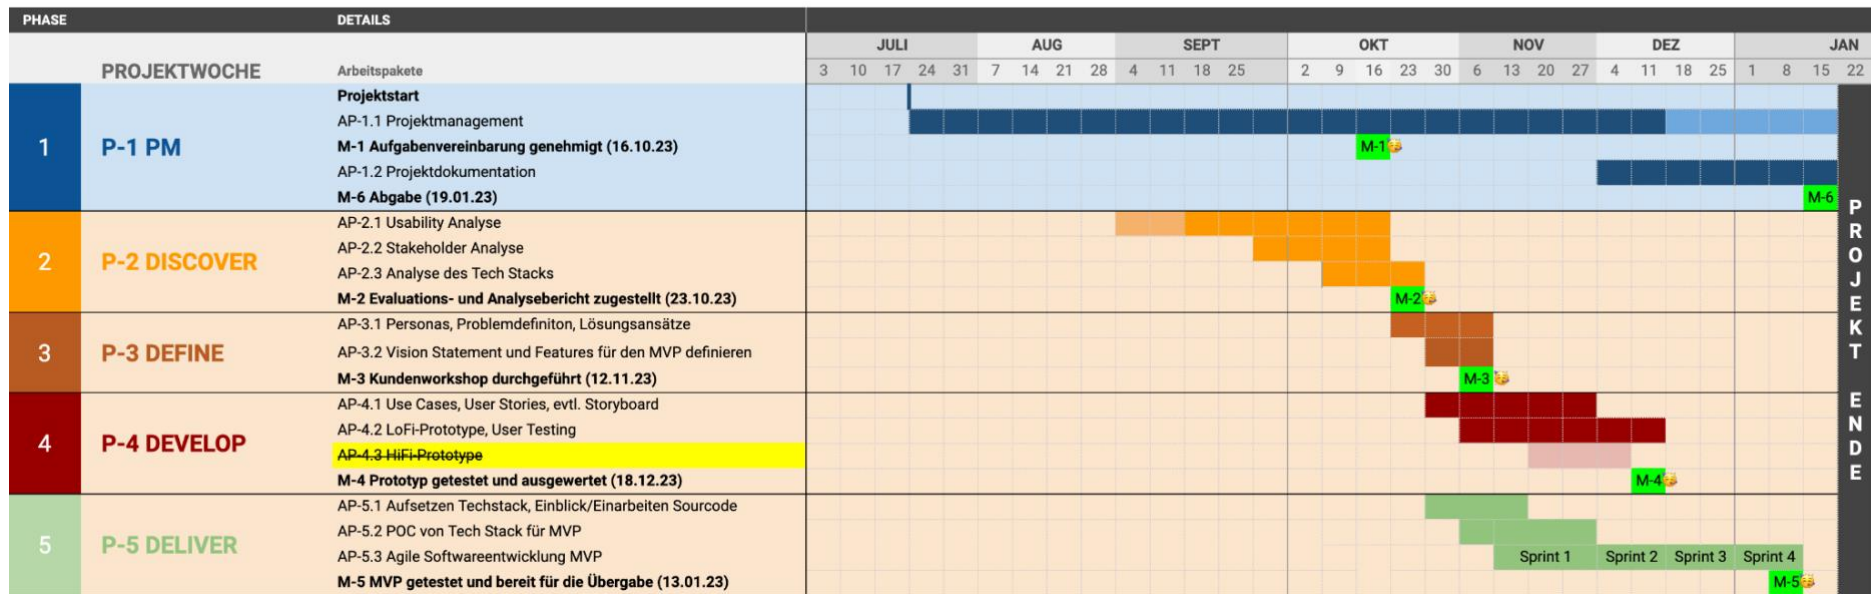 PHASE DETAILS
JULI AUG SEPT OKT NOV DEZ JAN
PROJEKTWOCHE Arbeitspakete 3 10 17 24 31 7 14 21 28 4 11 18 25 2 9 16 23 30 6 13 20 27 4 11 18 25 1 8 15 22
Projektstart
AP-1.1 Projektmanagement
1 P-1 PM M-1 Aufgabenvereinbarung genehmigt (16.10.23) M-1
AP-1.2 Projektdokumentation
M-6 Abgabe (19.01.23) M-6
AP-2.1 Usability Analyse
AP-2.2 Stakeholder Analyse
2 P-2 DISCOVER
AP-2.3 Analyse des Tech Stacks
M-2 Evaluations- und Analysebericht zugestellt (23.10.23) M-2
AP-3.1 Personas, Problemdefiniton, Lösungsansätze
3 P-3 DEFINE AP-3.2 Vision Statement und Features für den MVP definieren
M-3 Kundenworkshop durchgeführt (12.11.23) M-3
AP-4.1 Use Cases, User Stories, evtl. Storyboard
AP-4.2 LoFi-Prototype, User Testing
4 P-4 DEVELOP
AP-4.3 HiFi-Prototype
M-4 Prototyp getestet und ausgewertet (18.12.23) M-4
AP-5.1 Aufsetzen Techstack, Einblick/Einarbeiten Sourcode
AP-5.2 POC von Tech Stack für MVP
5 P-5 DELIVER
AP-5.3 Agile Softwareentwicklung MVP Sprint 1 Sprint 2 Sprint 3 Sprint 4
M-5 MVP getestet und bereit für die Übergabe (13.01.23) M-5
PROJEKT ENDE